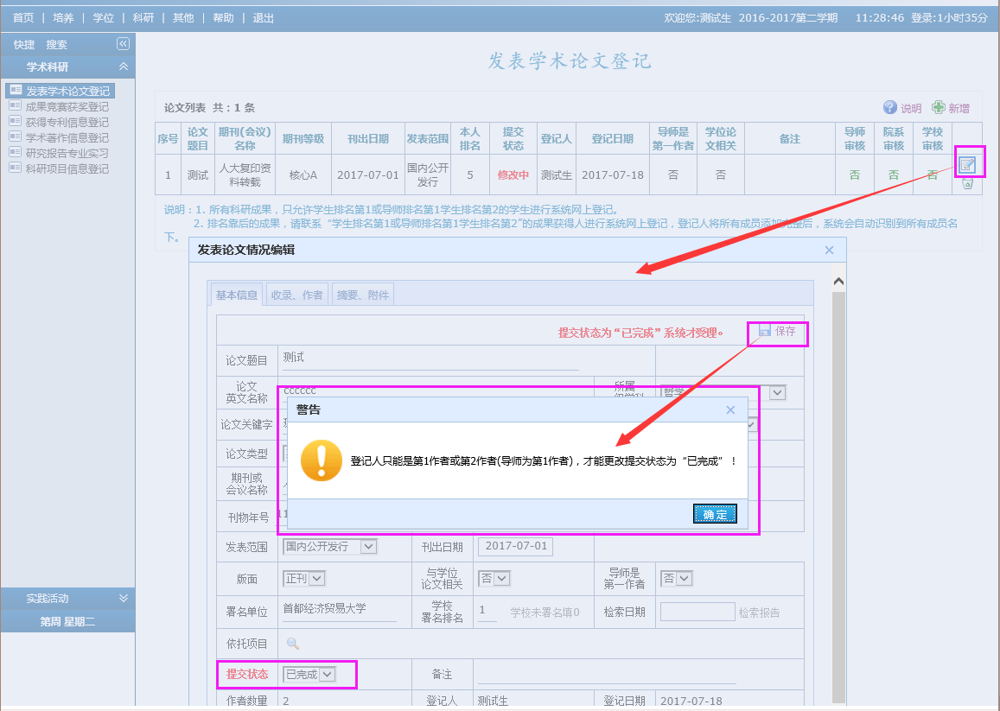 首页 | 培养 | 学位 | 科研 | 其他 | 帮助 | 退出
欢迎您:测试生 2016-2017第二学期 11:28:46 登录:1小时35分
快捷 搜索
学术科研
发表学术论文登记
成果竞赛获奖登记
获得专利信息登记
学术著作信息登记
研究报告专业实习
科研项目信息登记
实践活动
第周 星期二
发表学术论文登记
论文列表 共：1 条
说明 新增
序号 论文题目 期刊(会议)名称 期刊等级 刊出日期 发表范围 本人排名 提交状态 登记人 登记日期 导师是第一作者 学位论文相关 备注 导师审核 院系审核 学校审核
1 测试 人大复印资料转载 核心A 2017-07-01 国内公开发行 5 修改中 测试生 2017-07-18 否 否 否 否 否
说明：1. 所有科研成果，只允许学生排名第1或导师排名第1学生排名第2的学生进行系统网上登记。
2. 排名靠后的成果，请联系“学生排名第1或导师排名第1学生排名第2”的成果获得人进行系统网上登记，登记人将所有成员添加完整后，系统会自动识别到所有成员名
下。
发表论文情况编辑
基本信息 收录、作者 摘要、附件
提交状态为“已完成”系统才受理。 保存
论文题目 测试
论文英文名称 cccccc 所属 哲学
论文关键字
论文类型
期刊或会议名称
刊物年号
警告
登记人只能是第1作者或第2作者(导师为第1作者)，才能更改提交状态为“已完成”！
确定
发表范围 国内公开发行 刊出日期 2017-07-01
版面 正刊 与学位论文相关 否 导师是第一作者 否
署名单位 首都经济贸易大学 学校署名排名 1 学校未署名填0 检索日期 检索报告
依托项目
提交状态 已完成 备注
作者数量 2 登记人 测试生 登记日期 2017-07-18